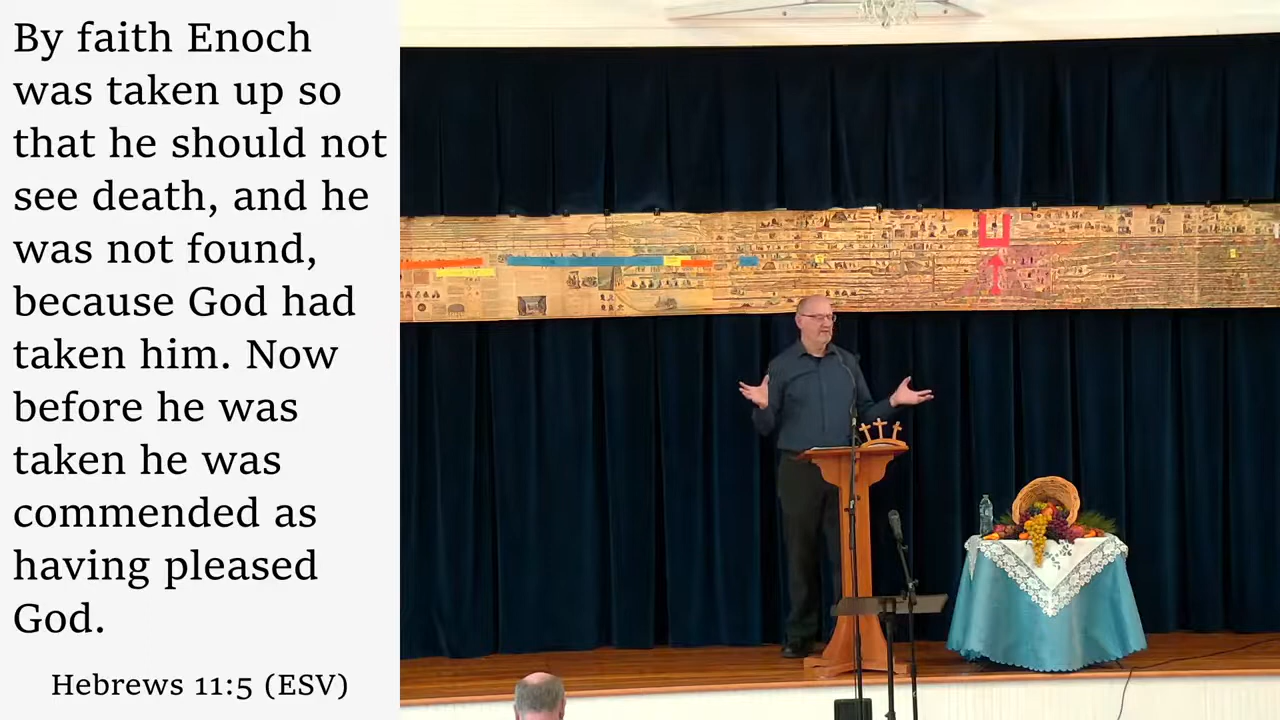 By faith Enoch
was taken up so
that he should not
see death, and he
was not found,
because God had
taken him. Now
before he was
taken he was
commended as
having pleased
God.
Hebrews 11:5 (ESV)